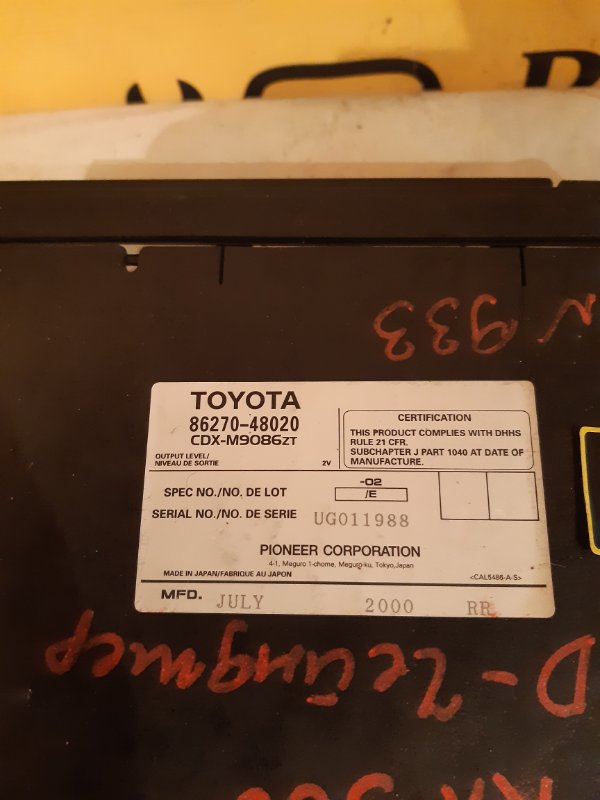 TOYOTA
86270-48020
CDX-M9086ZT
OUTPUT LEVEL/
NIVEAU DE SORTIE 2V
CERTIFICATION
THIS PRODUCT COMPLIES WITH DHHS
RULE 21 CFR.
SUBCHAPTER J PART 1040 AT DATE OF
MANUFACTURE.
SPEC NO./NO. DE LOT -02
/E
SERIAL NO./NO. DE SERIE UG011988
PIONEER CORPORATION
4-1, Meguro 1-chome, Meguro-ku, Tokyo, Japan
MADE IN JAPAN/FABRIQUE AU JAPON <CAL5486-A-S>
MFD. JULY 2000 RR
933